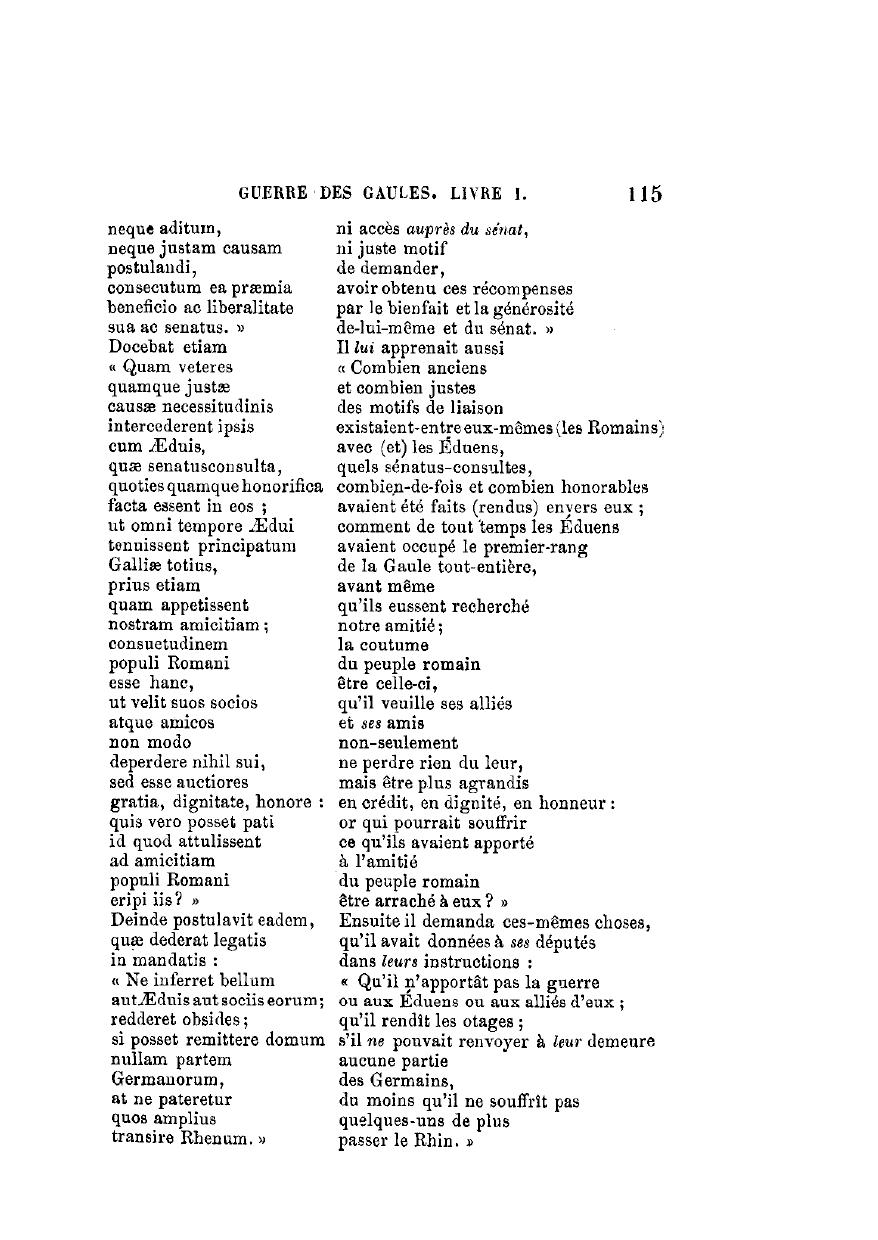 GUERRE DES GAULES. LIVRE I. 115
neque aditum, ni accès auprès du sénat,
neque justam causam ni juste motif
postulandi, de demander,
consecutum ea præmia avoir obtenu ces récompenses
beneficio ac liberalitate par le bienfait et la générosité
sua ac senatus. » de-lui-même et du sénat. »
Docebat etiam Il lui apprenait aussi
« Quam veteres « Combien anciens
quamque justæ et combien justes
causæ necessitudinis des motifs de liaison
intercederent ipsis existaient-entre eux-mêmes (les Romains)
cum Æduis, avec (et) les Éduens,
quæ senatusconsulta, quels sénatus-consultes,
quoties quamque honorifica combien-de-fois et combien honorables
facta essent in eos ; avaient été faits (rendus) envers eux ;
ut omni tempore Ædui comment de tout temps les Éduens
tenuissent principatum avaient occupé le premier-rang
Galliæ totius, de la Gaule tout-entière,
prius etiam avant même
quam appetissent qu'ils eussent recherché
nostram amicitiam ; notre amitié ;
consuetudinem la coutume
populi Romani du peuple romain
esse hanc, être celle-ci,
ut velit suos socios qu'il veuille ses alliés
atque amicos et ses amis
non modo non-seulement
deperdere nihil sui, ne perdre rien du leur,
sed esse auctiores mais être plus agrandis
gratia, dignitate, honore : en crédit, en dignité, en honneur :
quis vero posset pati or qui pourrait souffrir
id quod attulissent ce qu'ils avaient apporté
ad amicitiam à l'amitié
populi Romani du peuple romain
eripi iis ? » être arraché à eux ? »
Deinde postulavit eadem, Ensuite il demanda ces-mêmes choses,
quæ dederat legatis qu'il avait données à ses députés
in mandatis : dans leurs instructions :
« Ne inferret bellum « Qu'il n'apportât pas la guerre
aut Æduis aut sociis eorum ; ou aux Éduens ou aux alliés d'eux ;
redderet obsides ; qu'il rendît les otages ;
si posset remittere domum s'il ne pouvait renvoyer à leur demeure
nullam partem aucune partie
Germanorum, des Germains,
at ne pateretur du moins qu'il ne souffrît pas
quos amplius quelques-uns de plus
transire Rhenum. » passer le Rhin. »